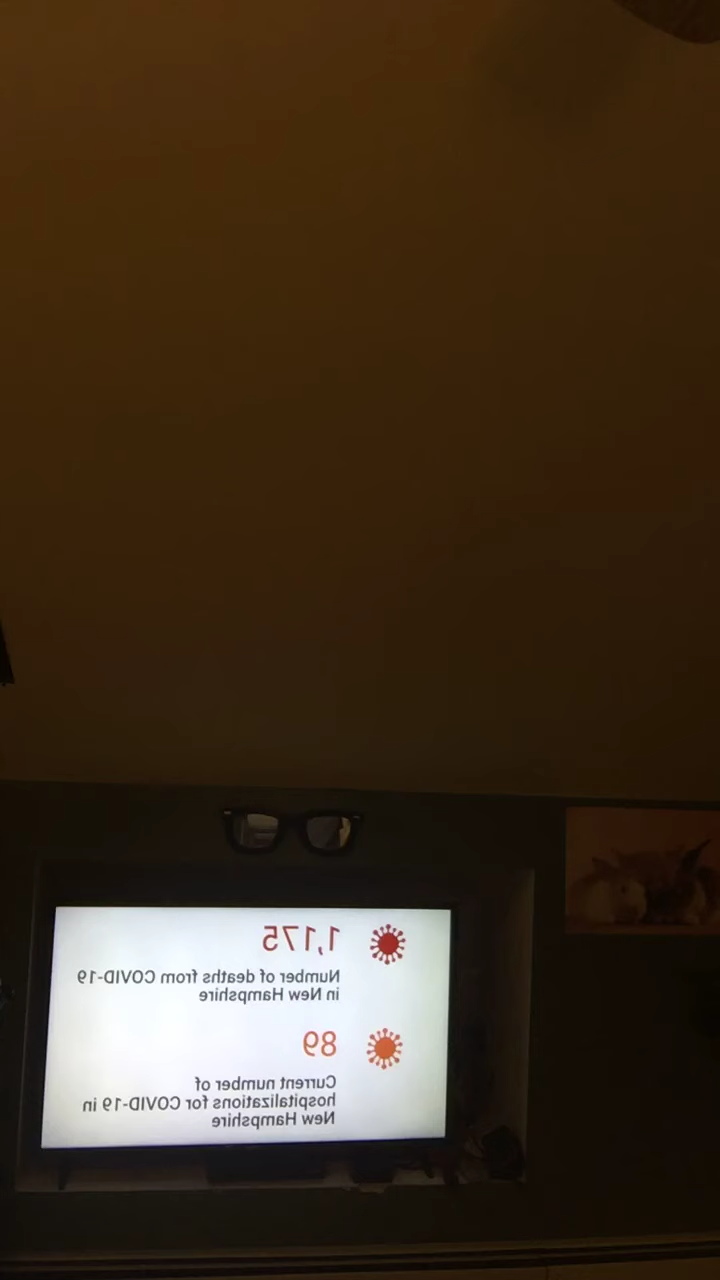 1,175
Number of deaths from COVID-19
in New Hampshire
89
Current number of
hospitalizations for COVID-19 in
New Hampshire